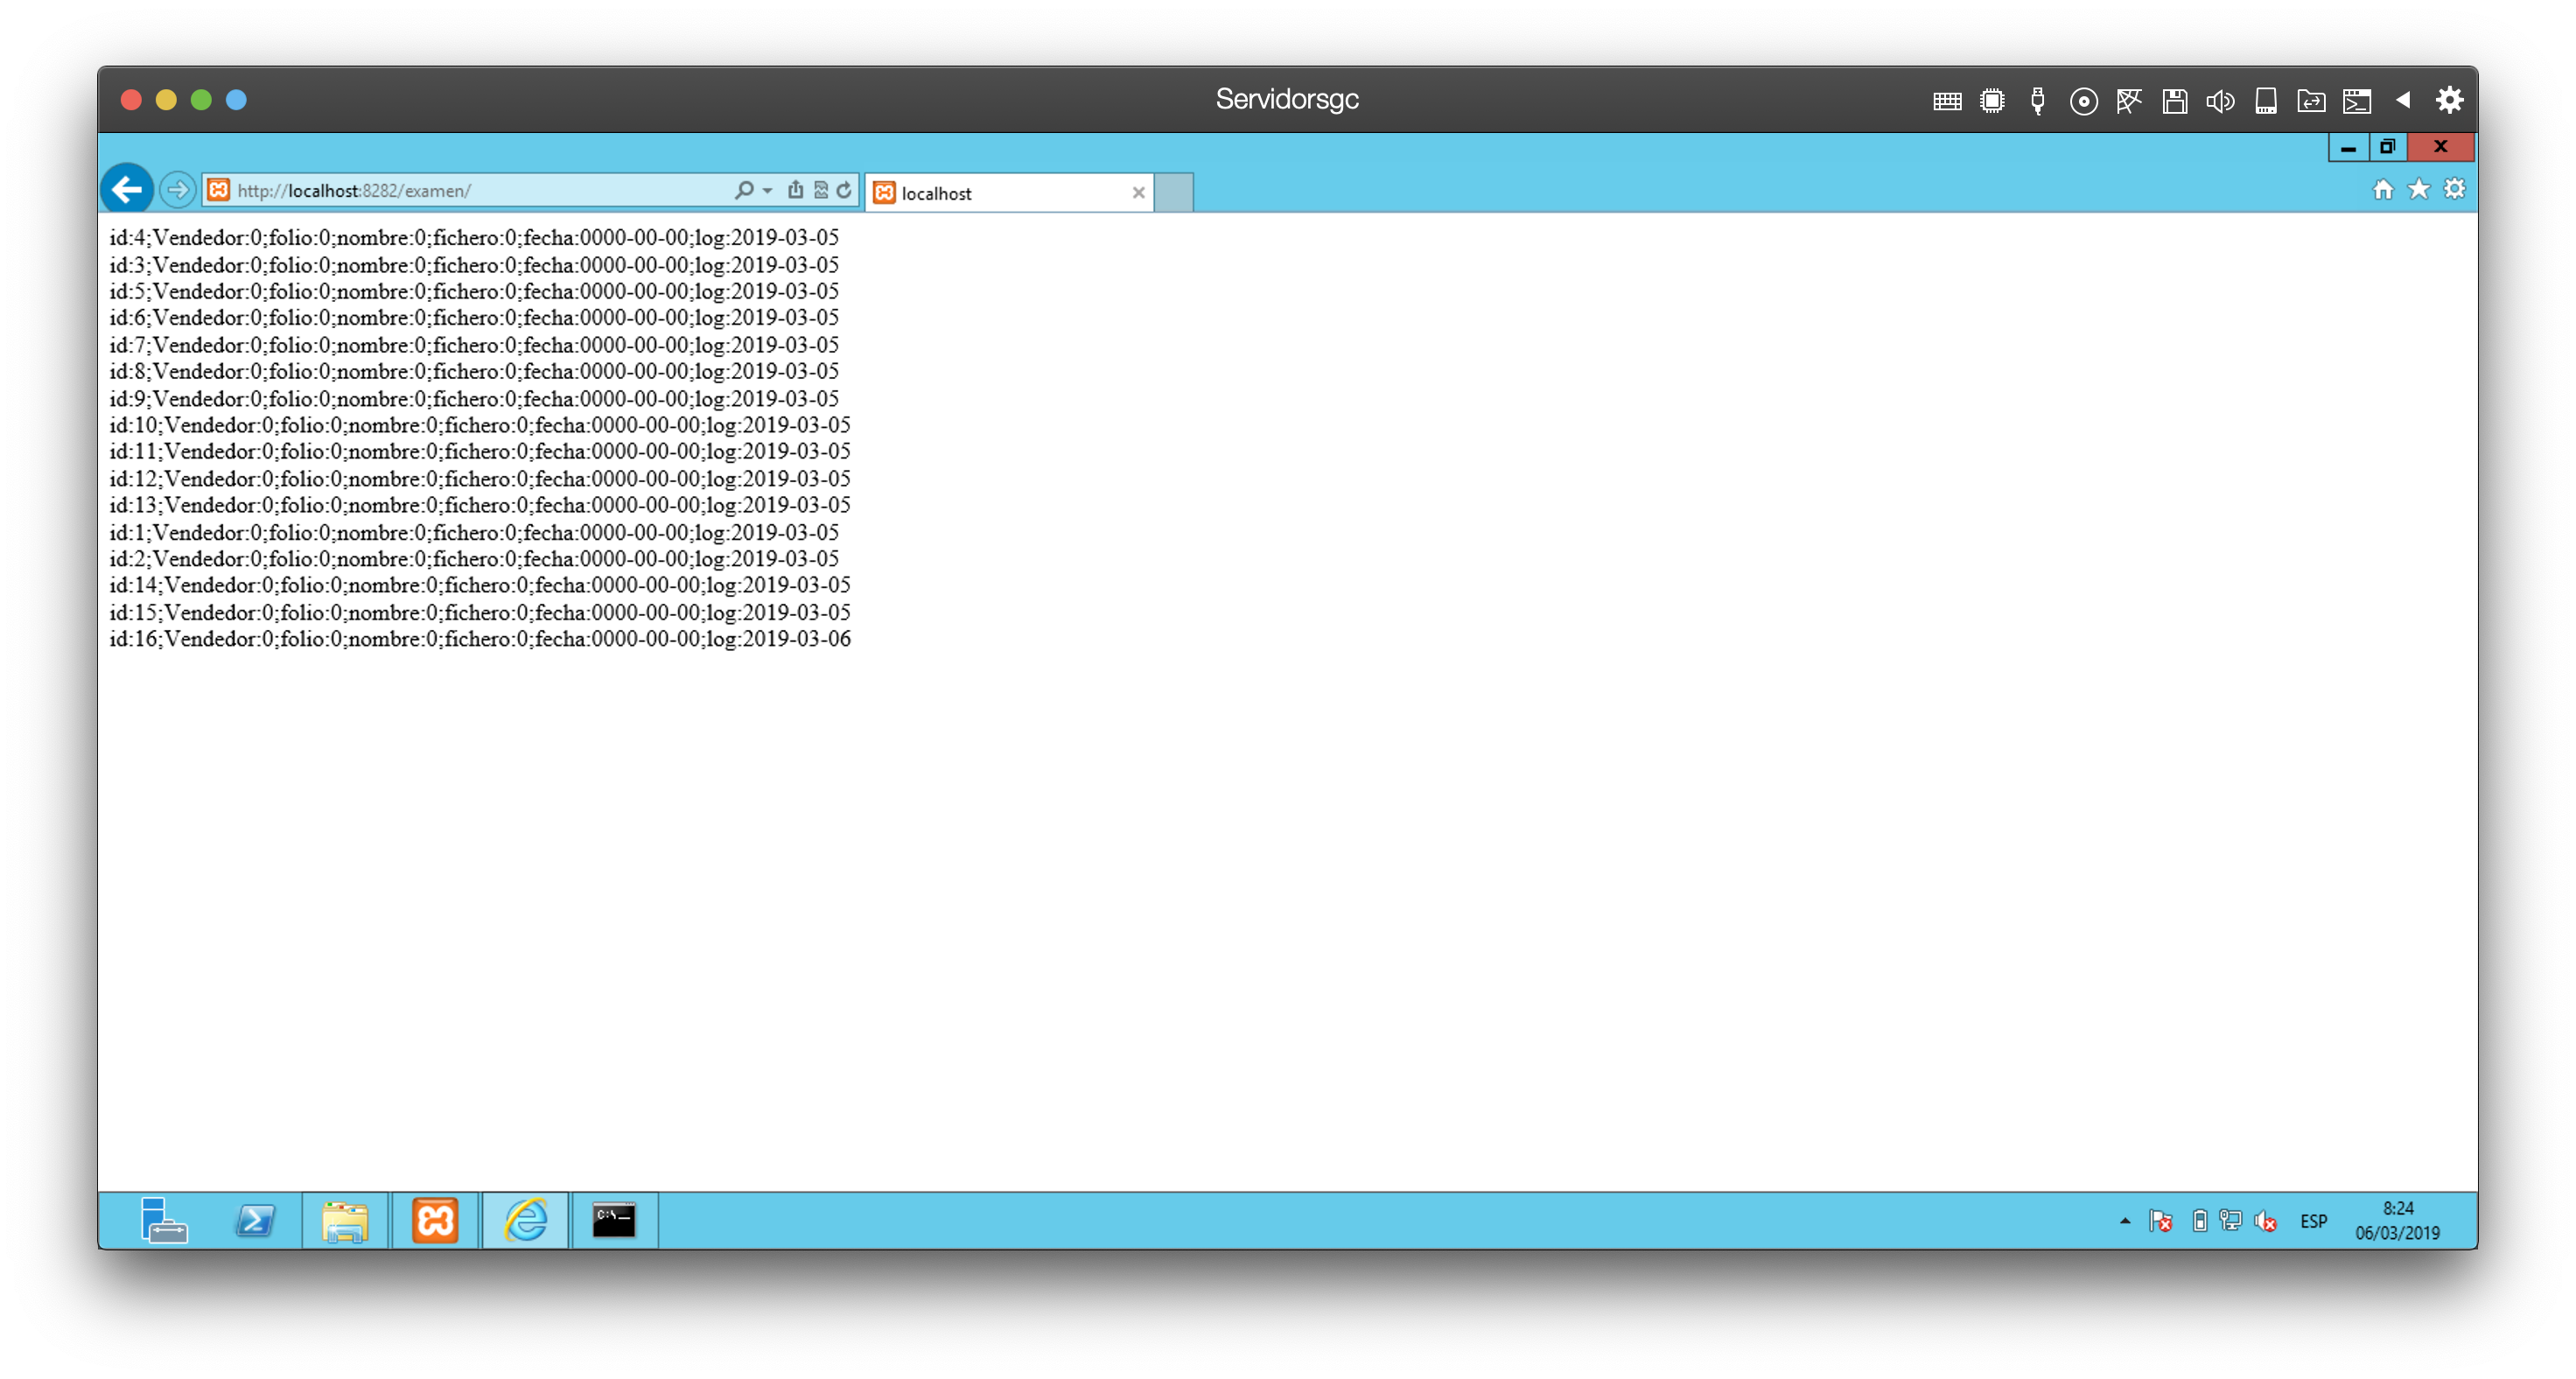 Servidorsgc
http://localhost:8282/examen/
localhost
id:4;Vendedor:0;folio:0;nombre:0;fichero:0;fecha:0000-00-00;log:2019-03-05
id:3;Vendedor:0;folio:0;nombre:0;fichero:0;fecha:0000-00-00;log:2019-03-05
id:5;Vendedor:0;folio:0;nombre:0;fichero:0;fecha:0000-00-00;log:2019-03-05
id:6;Vendedor:0;folio:0;nombre:0;fichero:0;fecha:0000-00-00;log:2019-03-05
id:7;Vendedor:0;folio:0;nombre:0;fichero:0;fecha:0000-00-00;log:2019-03-05
id:8;Vendedor:0;folio:0;nombre:0;fichero:0;fecha:0000-00-00;log:2019-03-05
id:9;Vendedor:0;folio:0;nombre:0;fichero:0;fecha:0000-00-00;log:2019-03-05
id:10;Vendedor:0;folio:0;nombre:0;fichero:0;fecha:0000-00-00;log:2019-03-05
id:11;Vendedor:0;folio:0;nombre:0;fichero:0;fecha:0000-00-00;log:2019-03-05
id:12;Vendedor:0;folio:0;nombre:0;fichero:0;fecha:0000-00-00;log:2019-03-05
id:13;Vendedor:0;folio:0;nombre:0;fichero:0;fecha:0000-00-00;log:2019-03-05
id:1;Vendedor:0;folio:0;nombre:0;fichero:0;fecha:0000-00-00;log:2019-03-05
id:2;Vendedor:0;folio:0;nombre:0;fichero:0;fecha:0000-00-00;log:2019-03-05
id:14;Vendedor:0;folio:0;nombre:0;fichero:0;fecha:0000-00-00;log:2019-03-05
id:15;Vendedor:0;folio:0;nombre:0;fichero:0;fecha:0000-00-00;log:2019-03-05
id:16;Vendedor:0;folio:0;nombre:0;fichero:0;fecha:0000-00-00;log:2019-03-06
C:\
ESP
8:24
06/03/2019